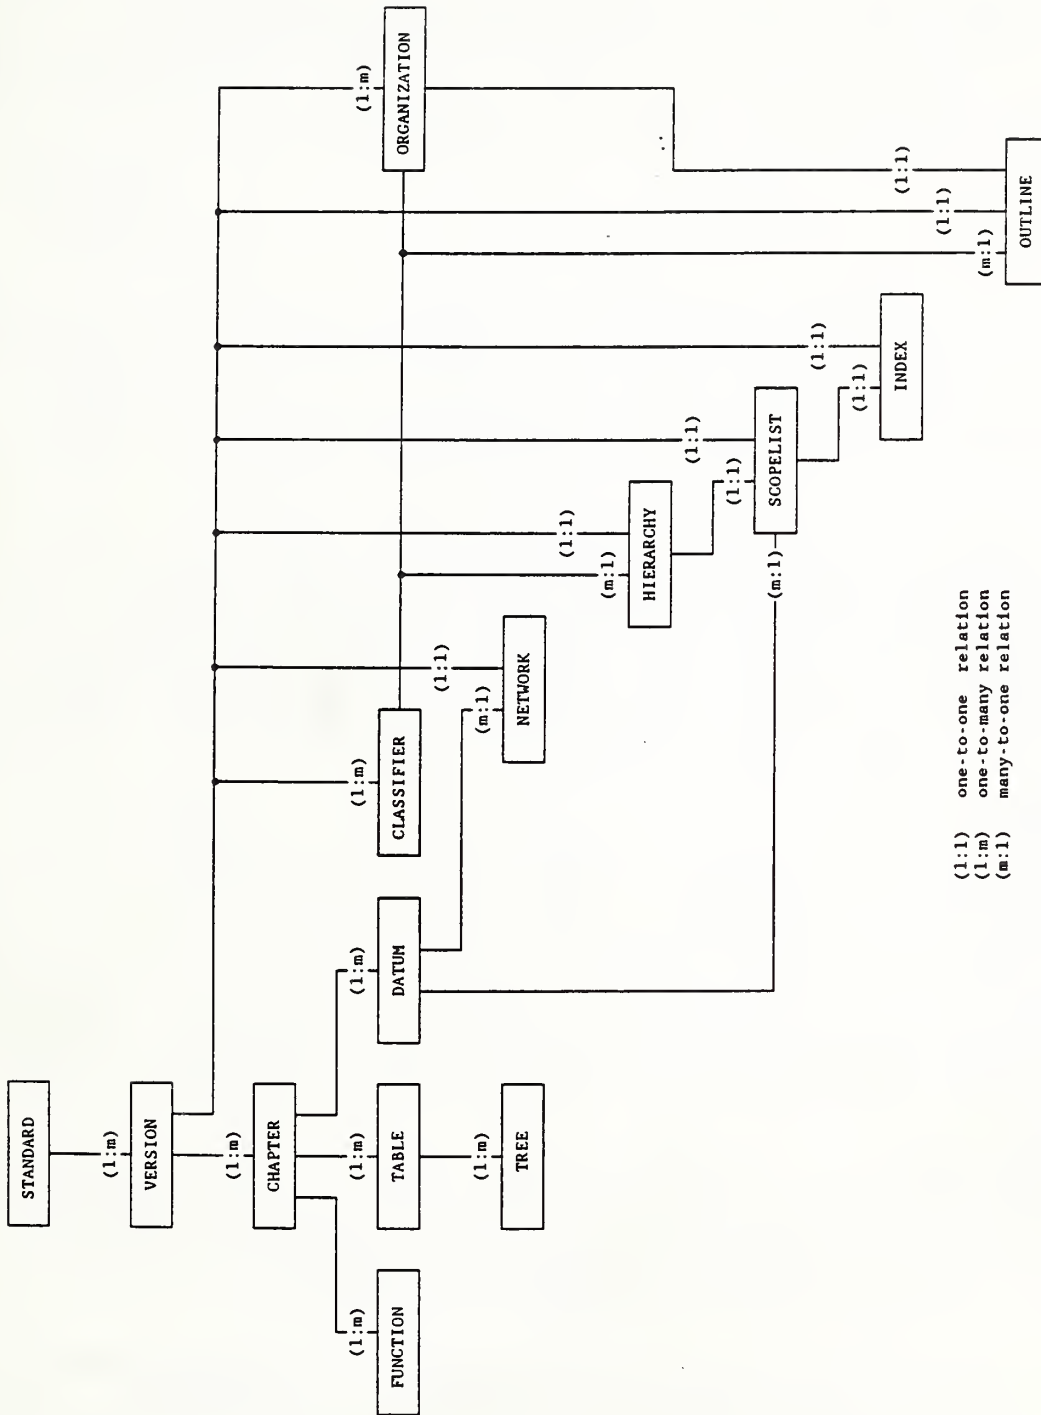 STANDARD
(1:m)
VERSION
(1:m)
CHAPTER
(1:m)
(1:m)
(1:m)
(1:m)
(1:m)
FUNCTION
TABLE
DATUM
CLASSIFIER
ORGANIZATION
(1:m)
(m:1)
(1:1)
TREE
NETWORK
(m:1)
(1:1)
HIERARCHY
(1:1)
(1:1)
(m:1)
SCOPELIST
(1:1)
(1:1)
INDEX
(m:1)
(1:1)
(1:1)
OUTLINE
(1:1) one-to-one relation
(1:m) one-to-many relation
(m:1) many-to-one relation